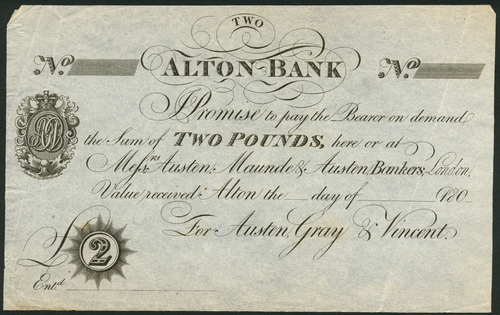 TWO
No. ALTON-BANK No.
I Promise to pay the Bearer on demand
the Sum of TWO POUNDS, here or at
Messrs Austen, Maunde & Austen, Bankers, London,
Value received Alton the day of 180
For Austen, Gray & Vincent.
£2
Entd